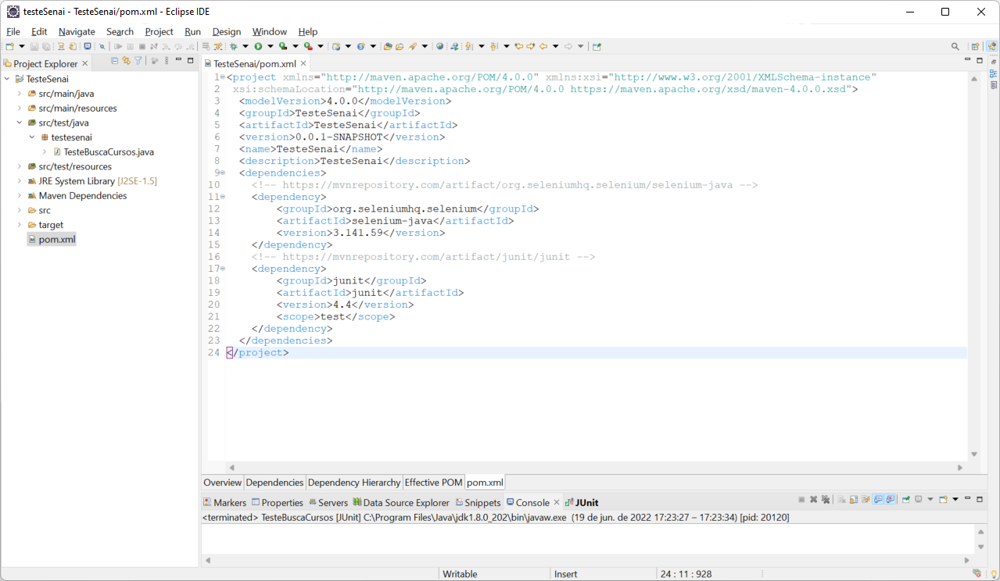 testeSenai - TesteSenai/pom.xml - Eclipse IDE
File Edit Navigate Search Project Run Design Window Help
Project Explorer
TesteSenai/pom.xml
TesteSenai
src/main/java
src/main/resources
src/test/java
testesenai
TesteBuscaCursos.java
src/test/resources
JRE System Library [J2SE-1.5]
Maven Dependencies
src
target
pom.xml
1 <project xmlns="http://maven.apache.org/POM/4.0.0" xmlns:xsi="http://www.w3.org/2001/XMLSchema-instance"
2 xsi:schemaLocation="http://maven.apache.org/POM/4.0.0 https://maven.apache.org/xsd/maven-4.0.0.xsd">
3 <modelVersion>4.0.0</modelVersion>
4 <groupId>TesteSenai</groupId>
5 <artifactId>TesteSenai</artifactId>
6 <version>0.0.1-SNAPSHOT</version>
7 <name>TesteSenai</name>
8 <description>TesteSenai</description>
9 <dependencies>
10 <!-- https://mvnrepository.com/artifact/org.seleniumhq.selenium/selenium-java -->
11 <dependency>
12 <groupId>org.seleniumhq.selenium</groupId>
13 <artifactId>selenium-java</artifactId>
14 <version>3.141.59</version>
15 </dependency>
16 <!-- https://mvnrepository.com/artifact/junit/junit -->
17 <dependency>
18 <groupId>junit</groupId>
19 <artifactId>junit</artifactId>
20 <version>4.4</version>
21 <scope>test</scope>
22 </dependency>
23 </dependencies>
24 </project>
Overview Dependencies Dependency Hierarchy Effective POM pom.xml
Markers Properties Servers Data Source Explorer Snippets Console JUnit
<terminated> TesteBuscaCursos [JUnit] C:\Program Files\Java\jdk1.8.0_202\bin\javaw.exe (19 de jun. de 2022 17:23:27 – 17:23:34) [pid: 20120]
Writable Insert 24 : 11 : 928